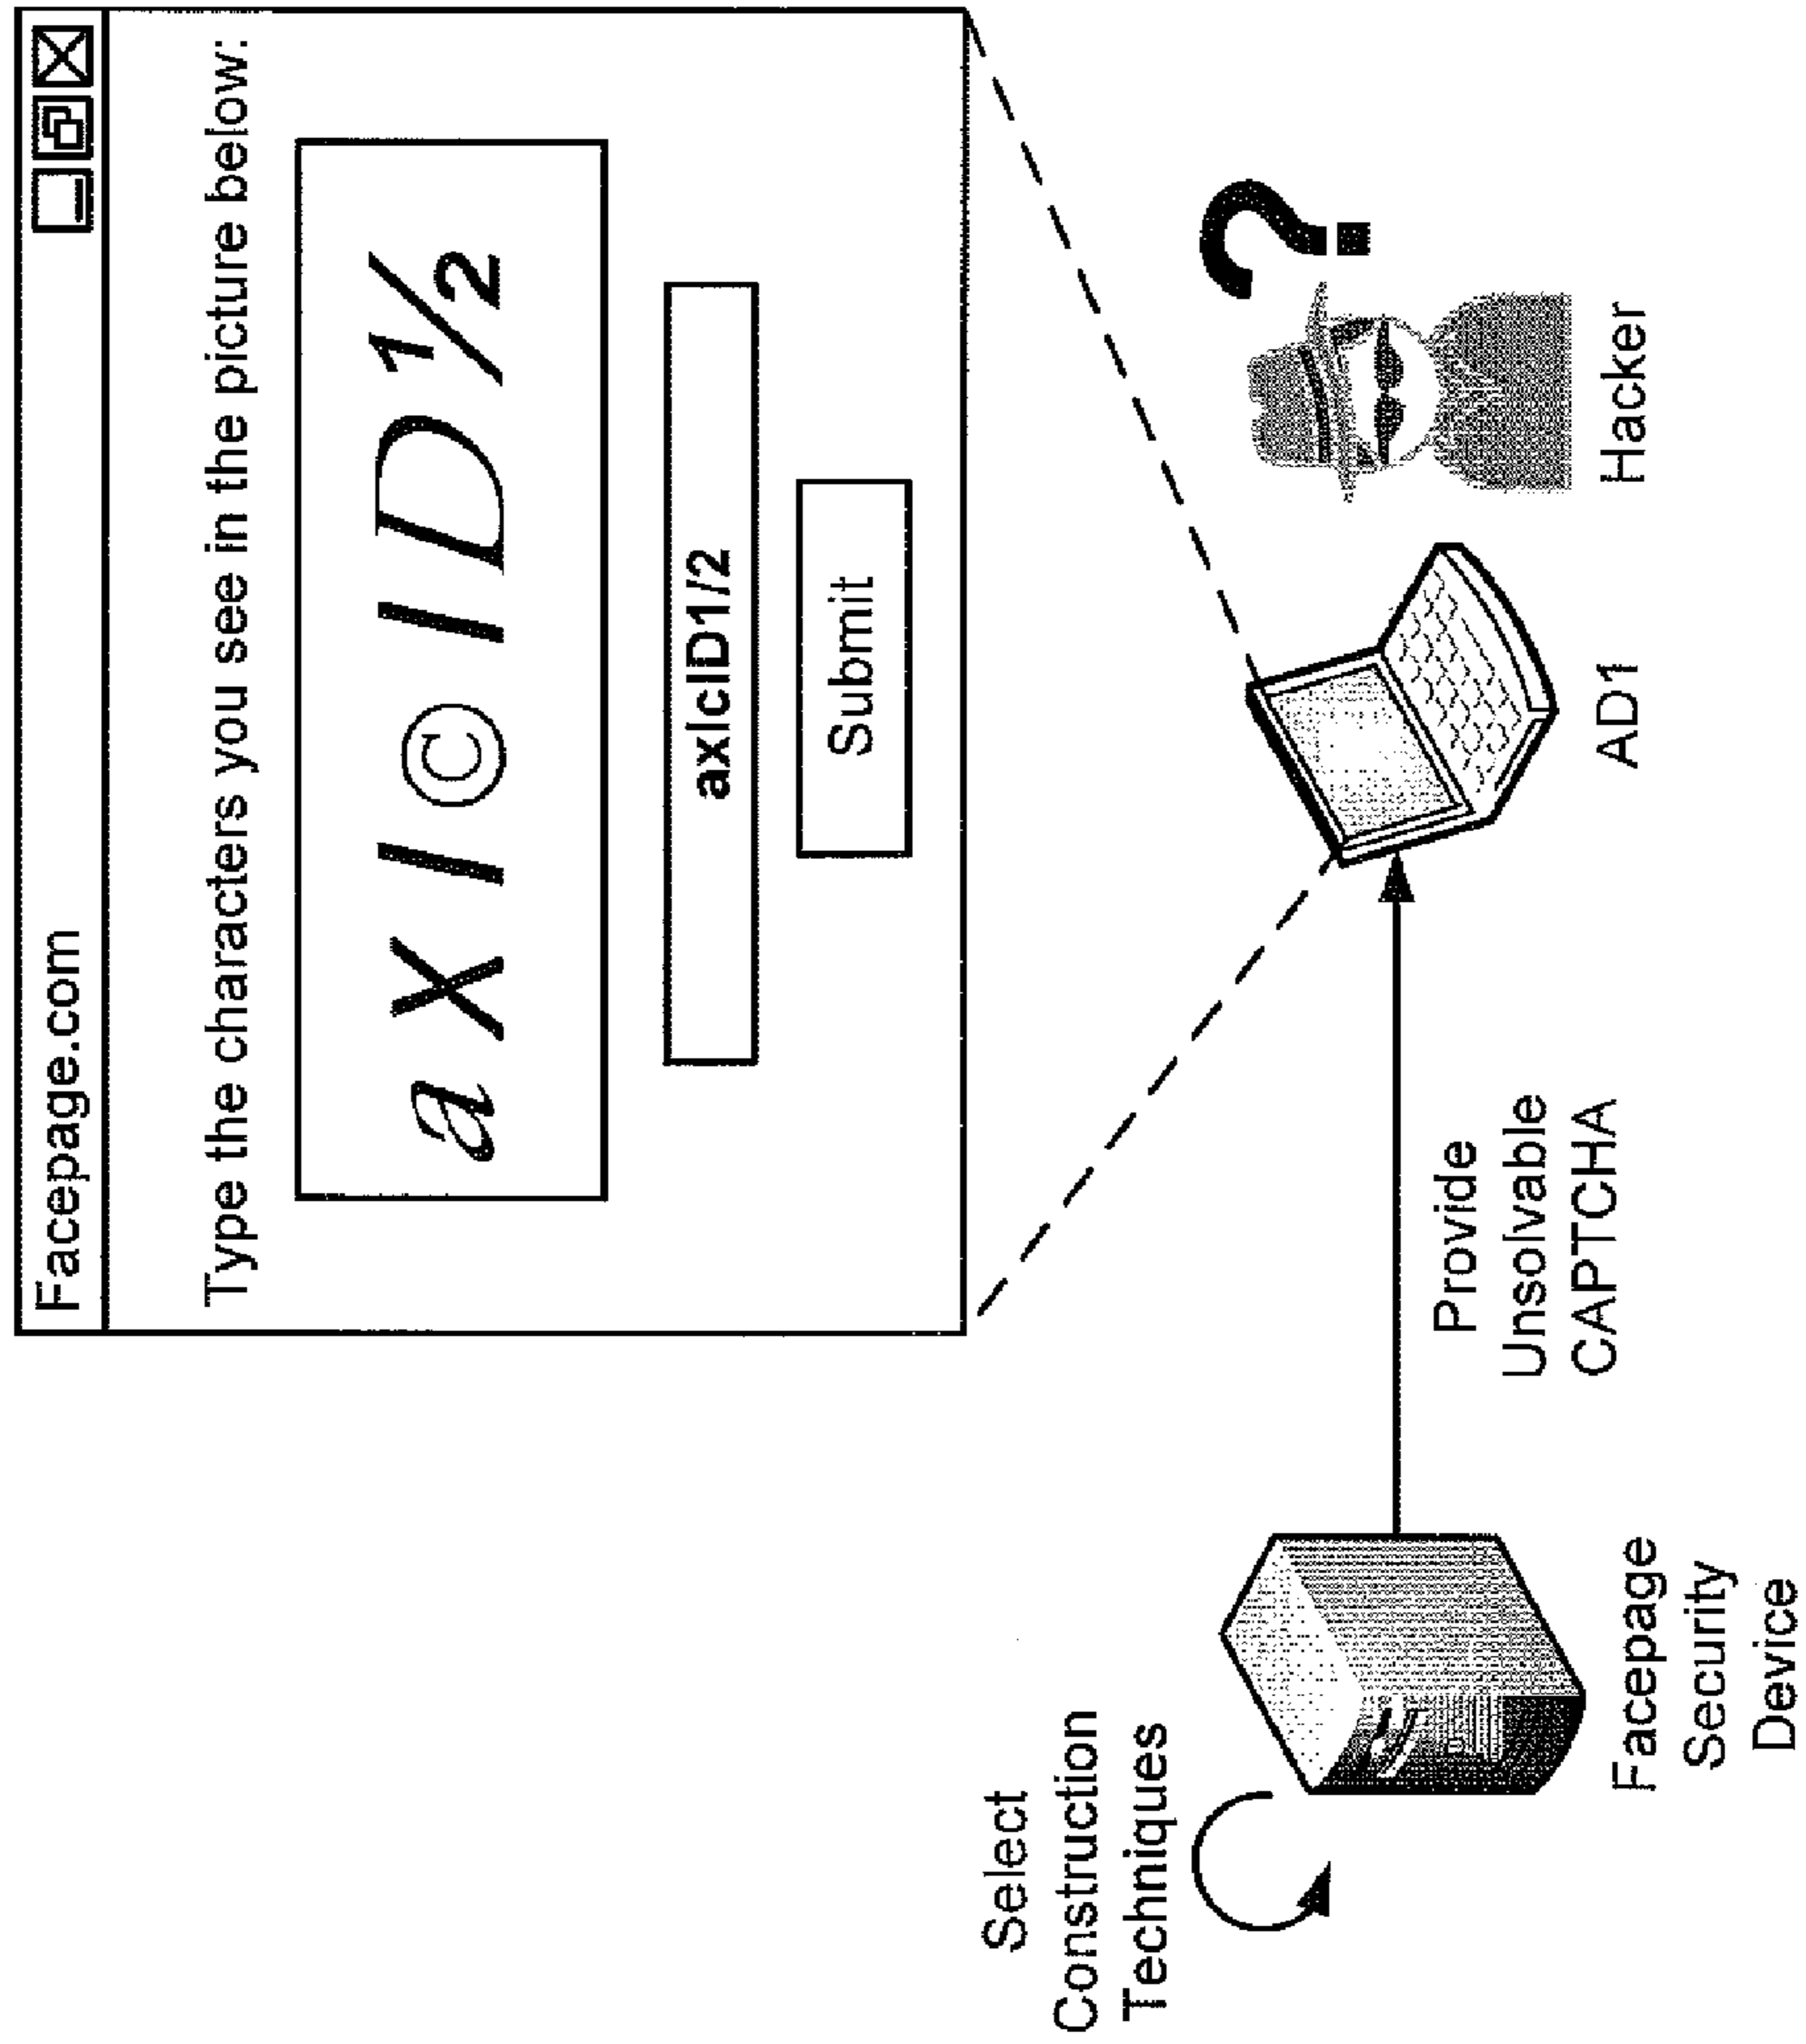 Facepage.com
Type the characters you see in the picture below:
a X I © I D ½
axIcID1/2
Submit
Select
Construction
Techniques
Provide
Unsolvable
CAPTCHA
Facepage
Security
Device
AD1
Hacker
?